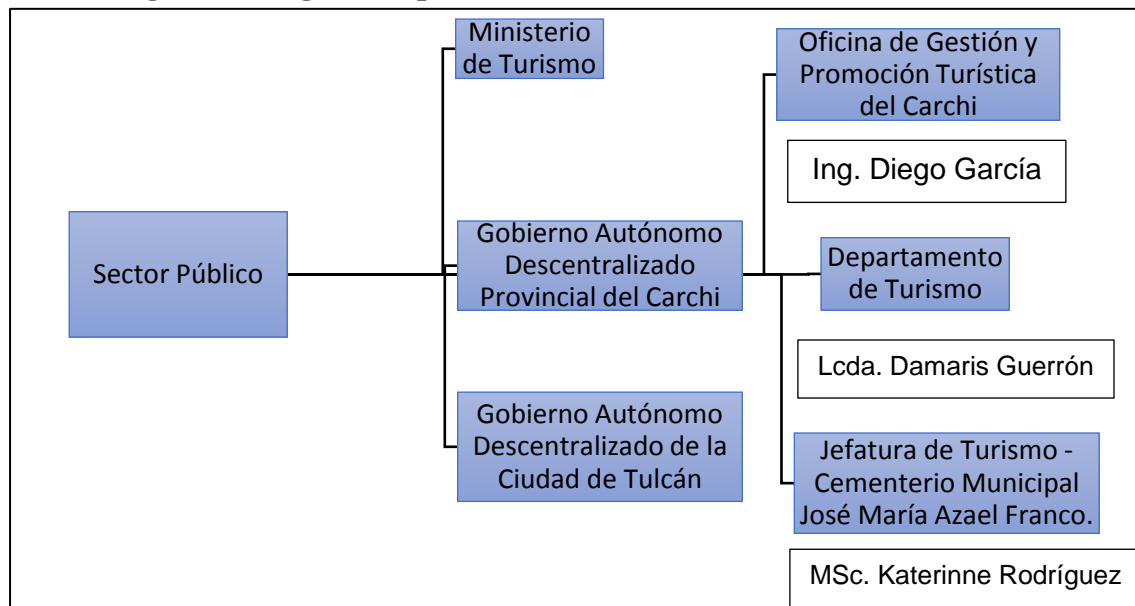 Sector Público
Ministerio
de Turismo
Gobierno Autónomo
Descentralizado
Provincial del Carchi
Gobierno Autónomo
Descentralizado de la
Ciudad de Tulcán
Oficina de Gestión y
Promoción Turística
del Carchi
Ing. Diego García
Departamento
de Turismo
Lcda. Damaris Guerrón
Jefatura de Turismo -
Cementerio Municipal
José María Azael Franco.
MSc. Katerinne Rodríguez